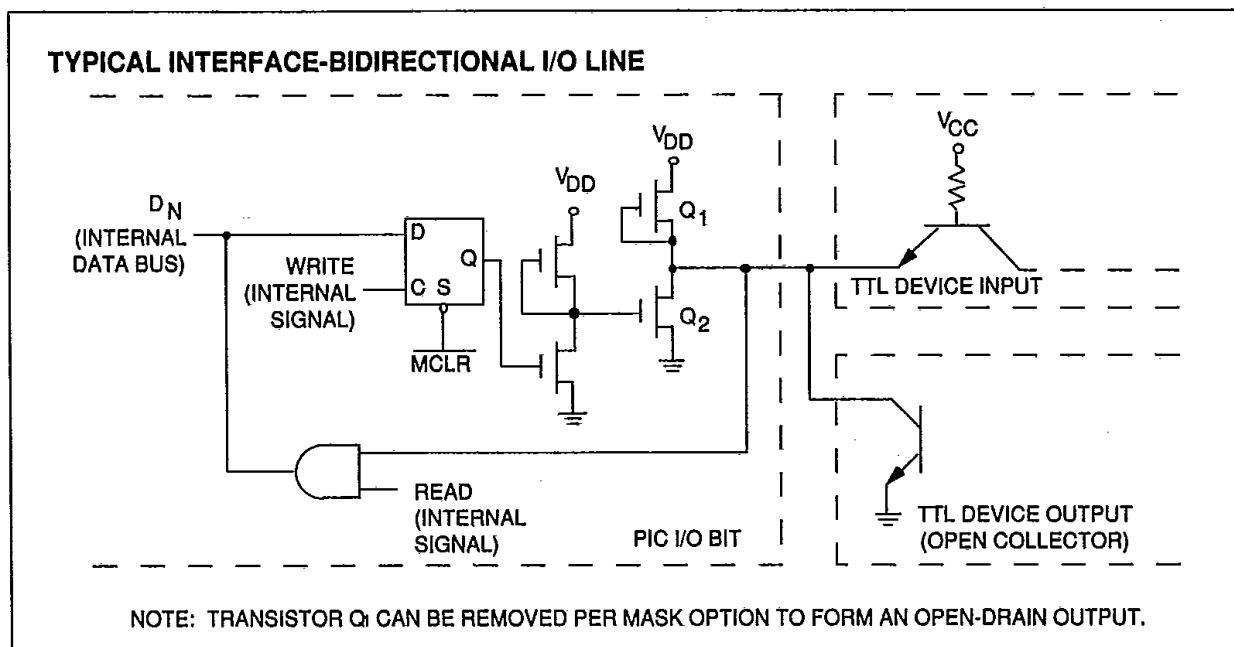 TYPICAL INTERFACE-BIDIRECTIONAL I/O LINE
VDD
VDD
VCC
DN
(INTERNAL
DATA BUS)
WRITE
(INTERNAL
SIGNAL)
D
Q
C S
MCLR
Q1
Q2
TTL DEVICE INPUT
READ
(INTERNAL
SIGNAL)
PIC I/O BIT
TTL DEVICE OUTPUT
(OPEN COLLECTOR)
NOTE: TRANSISTOR Q1 CAN BE REMOVED PER MASK OPTION TO FORM AN OPEN-DRAIN OUTPUT.